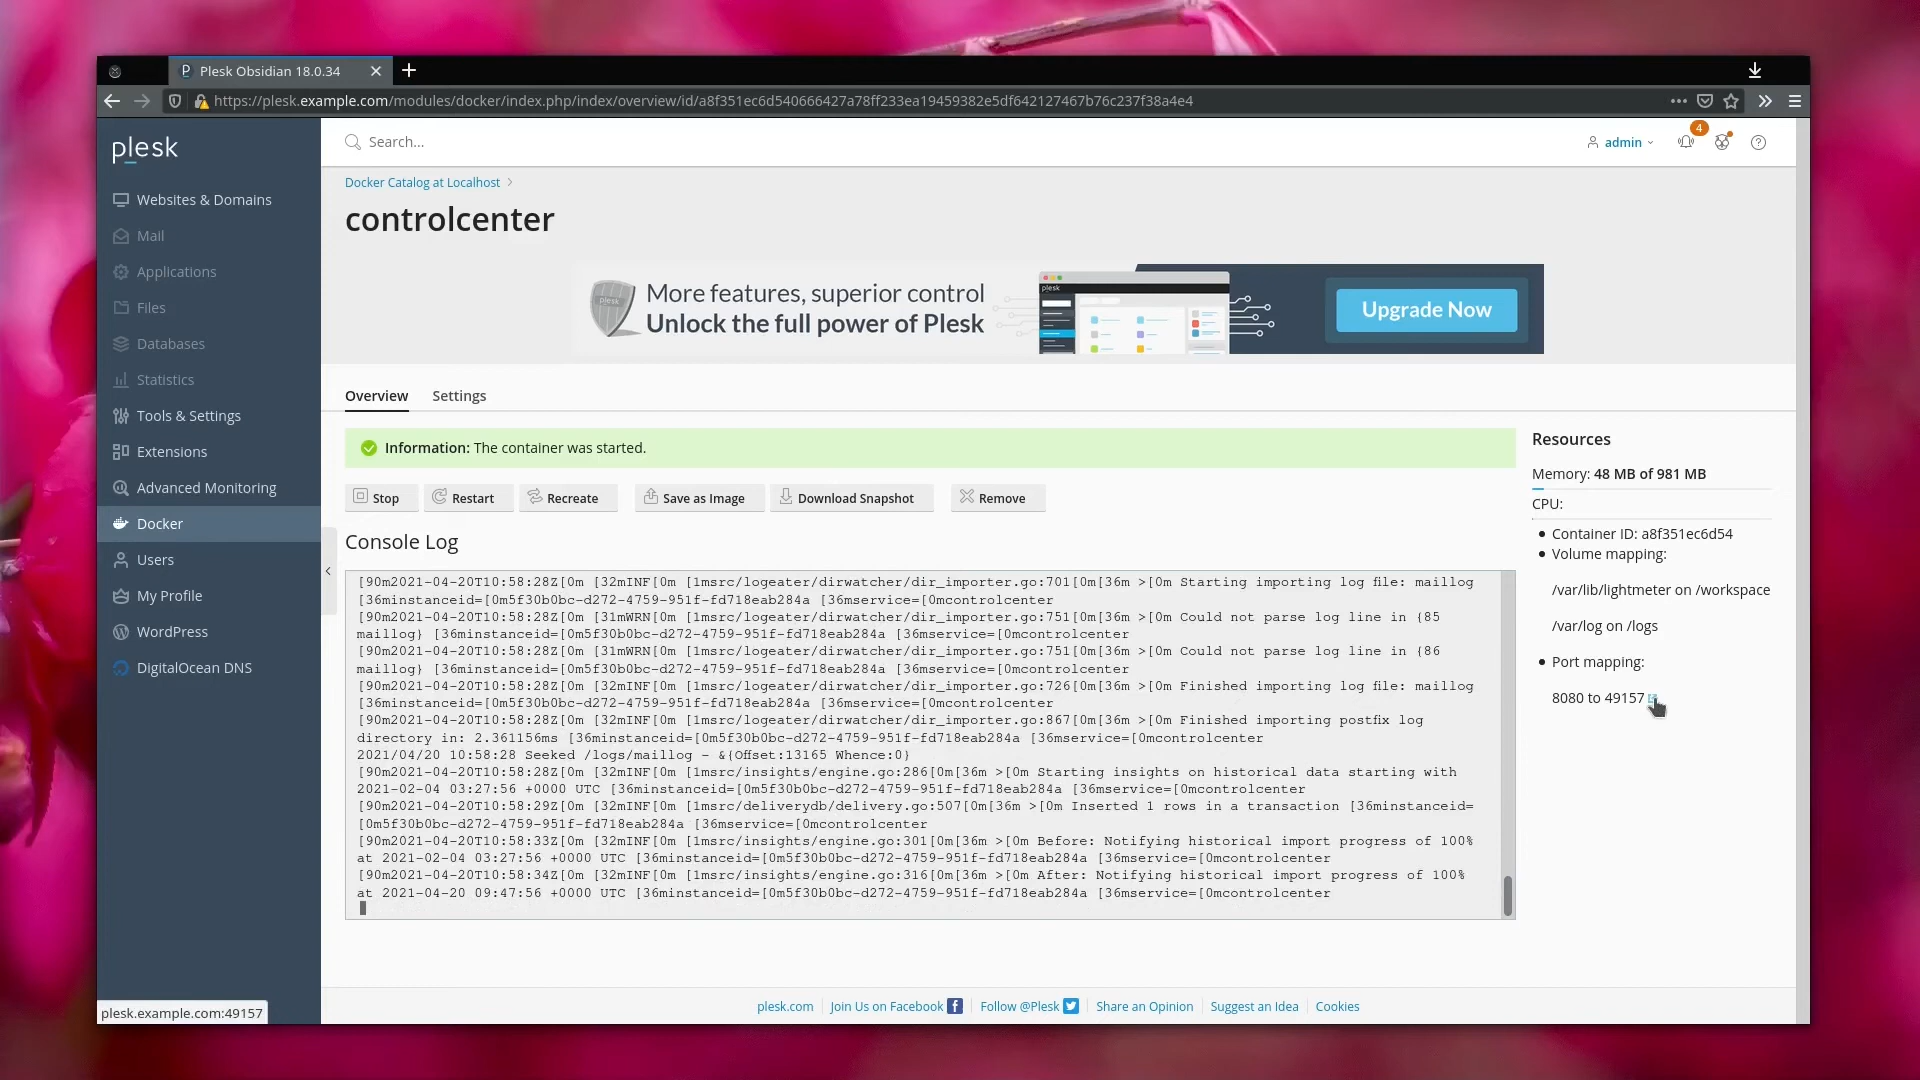 Plesk Obsidian 18.0.34
https://plesk.example.com/modules/docker/index.php/index/overview/id/a8f351ec6d540666427a78ff233ea19459382e5df642127467b76c237f38a4e4
plesk
Search...
4
admin
Websites & Domains
Mail
Applications
Files
Databases
Statistics
Tools & Settings
Extensions
Advanced Monitoring
Docker
Users
My Profile
WordPress
DigitalOcean DNS
Docker Catalog at Localhost
controlcenter
plesk
More features, superior control
Unlock the full power of Plesk
plesk
Upgrade Now
Overview
Settings
Information: The container was started.
Stop
Restart
Recreate
Save as Image
Download Snapshot
Remove
Console Log
[90m2021-04-20T10:58:28Z[0m [32mINF[0m [1msrc/logeater/dirwatcher/dir_importer.go:701[0m[36m >[0m Starting importing log file: maillog
[36minstanceid=[0m5f30b0bc-d272-4759-951f-fd718eab284a [36mservice=[0mcontrolcenter
[90m2021-04-20T10:58:28Z[0m [31mWRN[0m [1msrc/logeater/dirwatcher/dir_importer.go:751[0m[36m >[0m Could not parse log line in {85
maillog} [36minstanceid=[0m5f30b0bc-d272-4759-951f-fd718eab284a [36mservice=[0mcontrolcenter
[90m2021-04-20T10:58:28Z[0m [31mWRN[0m [1msrc/logeater/dirwatcher/dir_importer.go:751[0m[36m >[0m Could not parse log line in {86
maillog} [36minstanceid=[0m5f30b0bc-d272-4759-951f-fd718eab284a [36mservice=[0mcontrolcenter
[90m2021-04-20T10:58:28Z[0m [32mINF[0m [1msrc/logeater/dirwatcher/dir_importer.go:726[0m[36m >[0m Finished importing log file: maillog
[36minstanceid=[0m5f30b0bc-d272-4759-951f-fd718eab284a [36mservice=[0mcontrolcenter
[90m2021-04-20T10:58:28Z[0m [32mINF[0m [1msrc/logeater/dirwatcher/dir_importer.go:867[0m[36m >[0m Finished importing postfix log
directory in: 2.361156ms [36minstanceid=[0m5f30b0bc-d272-4759-951f-fd718eab284a [36mservice=[0mcontrolcenter
2021/04/20 10:58:28 Seeked /logs/maillog - &{Offset:13165 Whence:0}
[90m2021-04-20T10:58:28Z[0m [32mINF[0m [1msrc/insights/engine.go:286[0m[36m >[0m Starting insights on historical data starting with
2021-02-04 03:27:56 +0000 UTC [36minstanceid=[0m5f30b0bc-d272-4759-951f-fd718eab284a [36mservice=[0mcontrolcenter
[90m2021-04-20T10:58:29Z[0m [32mINF[0m [1msrc/deliverydb/delivery.go:507[0m[36m >[0m Inserted 1 rows in a transaction [36minstanceid=
[0m5f30b0bc-d272-4759-951f-fd718eab284a [36mservice=[0mcontrolcenter
[90m2021-04-20T10:58:33Z[0m [32mINF[0m [1msrc/insights/engine.go:301[0m[36m >[0m Before: Notifying historical import progress of 100%
at 2021-02-04 03:27:56 +0000 UTC [36minstanceid=[0m5f30b0bc-d272-4759-951f-fd718eab284a [36mservice=[0mcontrolcenter
[90m2021-04-20T10:58:34Z[0m [32mINF[0m [1msrc/insights/engine.go:316[0m[36m >[0m After: Notifying historical import progress of 100%
at 2021-04-20 09:47:56 +0000 UTC [36minstanceid=[0m5f30b0bc-d272-4759-951f-fd718eab284a [36mservice=[0mcontrolcenter
Resources
Memory: 48 MB of 981 MB
CPU:
Container ID: a8f351ec6d54
Volume mapping:
/var/lib/lightmeter on /workspace
/var/log on /logs
Port mapping:
8080 to 49157
plesk.com
Join Us on Facebook
Follow @Plesk
Share an Opinion
Suggest an Idea
Cookies
plesk.example.com:49157